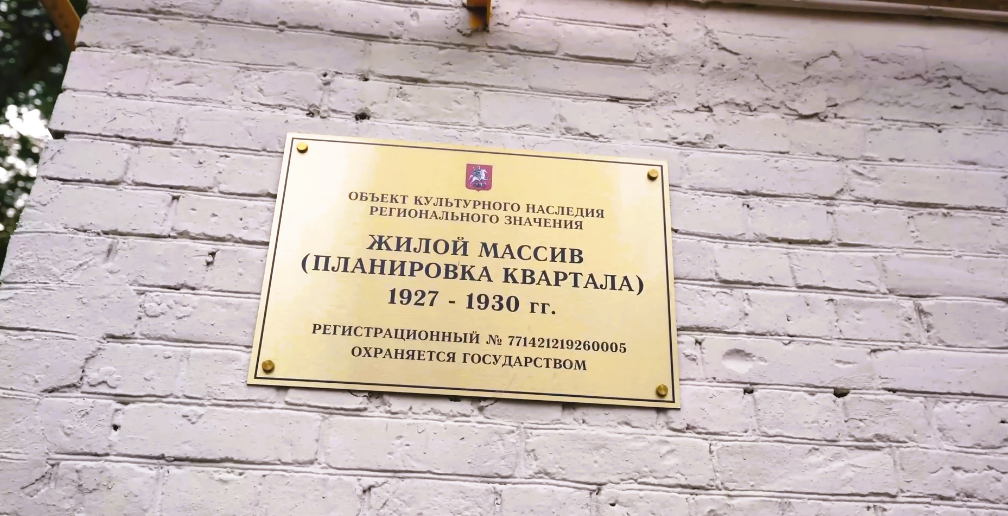 ОБЪЕКТ КУЛЬТУРНОГО НАСЛЕДИЯ
РЕГИОНАЛЬНОГО ЗНАЧЕНИЯ
ЖИЛОЙ МАССИВ
(ПЛАНИРОВКА КВАРТАЛА)
1927 - 1930 гг.
РЕГИСТРАЦИОННЫЙ № 771421219260005
ОХРАНЯЕТСЯ ГОСУДАРСТВОМ